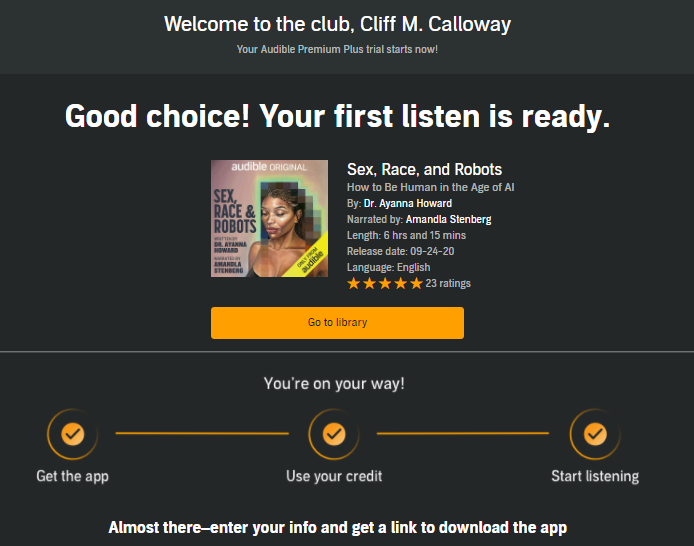 Welcome to the club, Cliff M. Calloway
Your Audible Premium Plus trial starts now!
Good choice! Your first listen is ready.
audible ORIGINAL
SEX,
RACE &
ROBOTS
WRITTEN BY
DR. AYANNA
HOWARD
NARRATED BY
AMANDLA
STENBERG
ONLY FROM
audible
Sex, Race, and Robots
How to Be Human in the Age of AI
By: Dr. Ayanna Howard
Narrated by: Amandla Stenberg
Length: 6 hrs and 15 mins
Release date: 09-24-20
Language: English
23 ratings
Go to library
You're on your way!
Get the app
Use your credit
Start listening
Almost there—enter your info and get a link to download the app